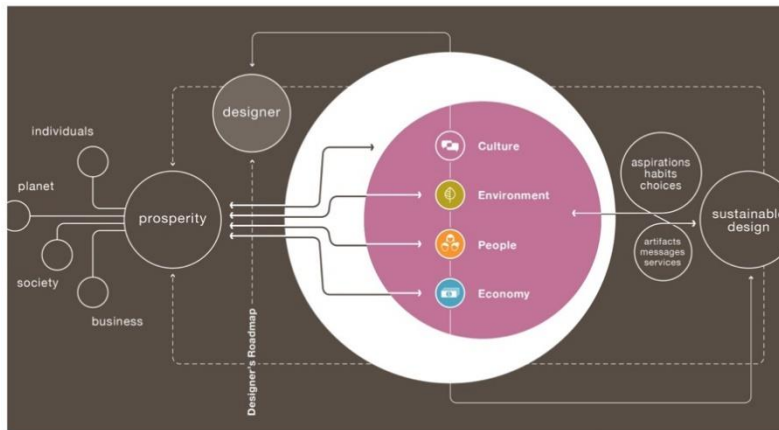 individuals
planet
prosperity
society
business
designer
Designer's Roadmap
Culture
Environment
People
Economy
aspirations
habits
choices
artifacts
messages
services
sustainable
design